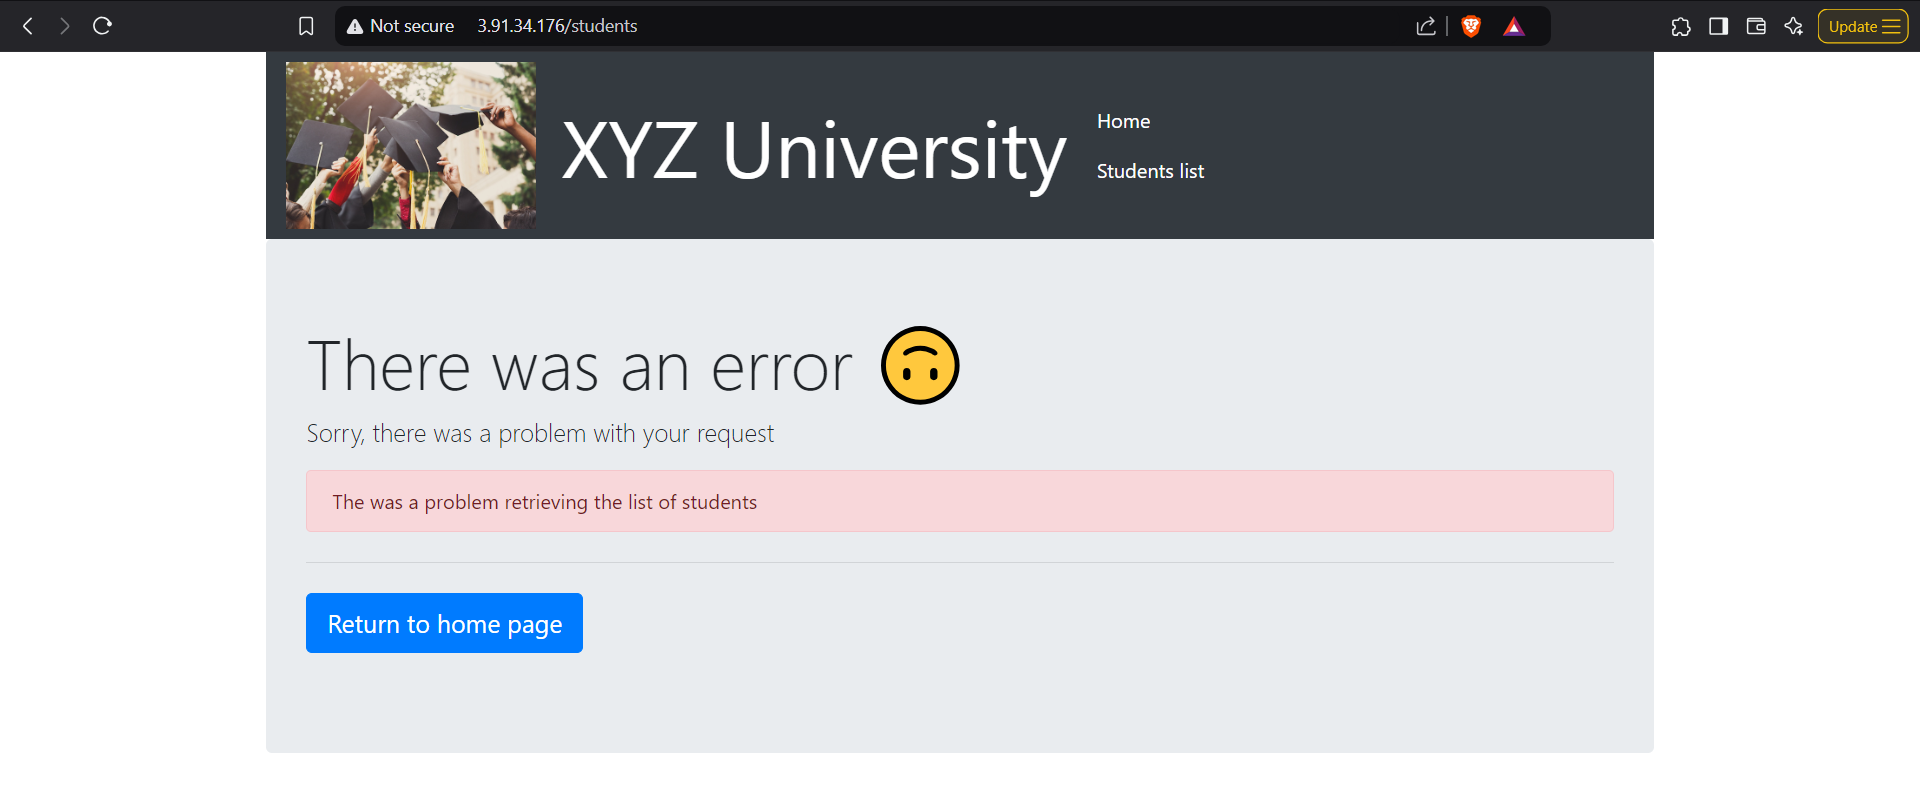 Not secure 3.91.34.176/students
Update
XYZ University
Home
Students list
There was an error
Sorry, there was a problem with your request
The was a problem retrieving the list of students
Return to home page